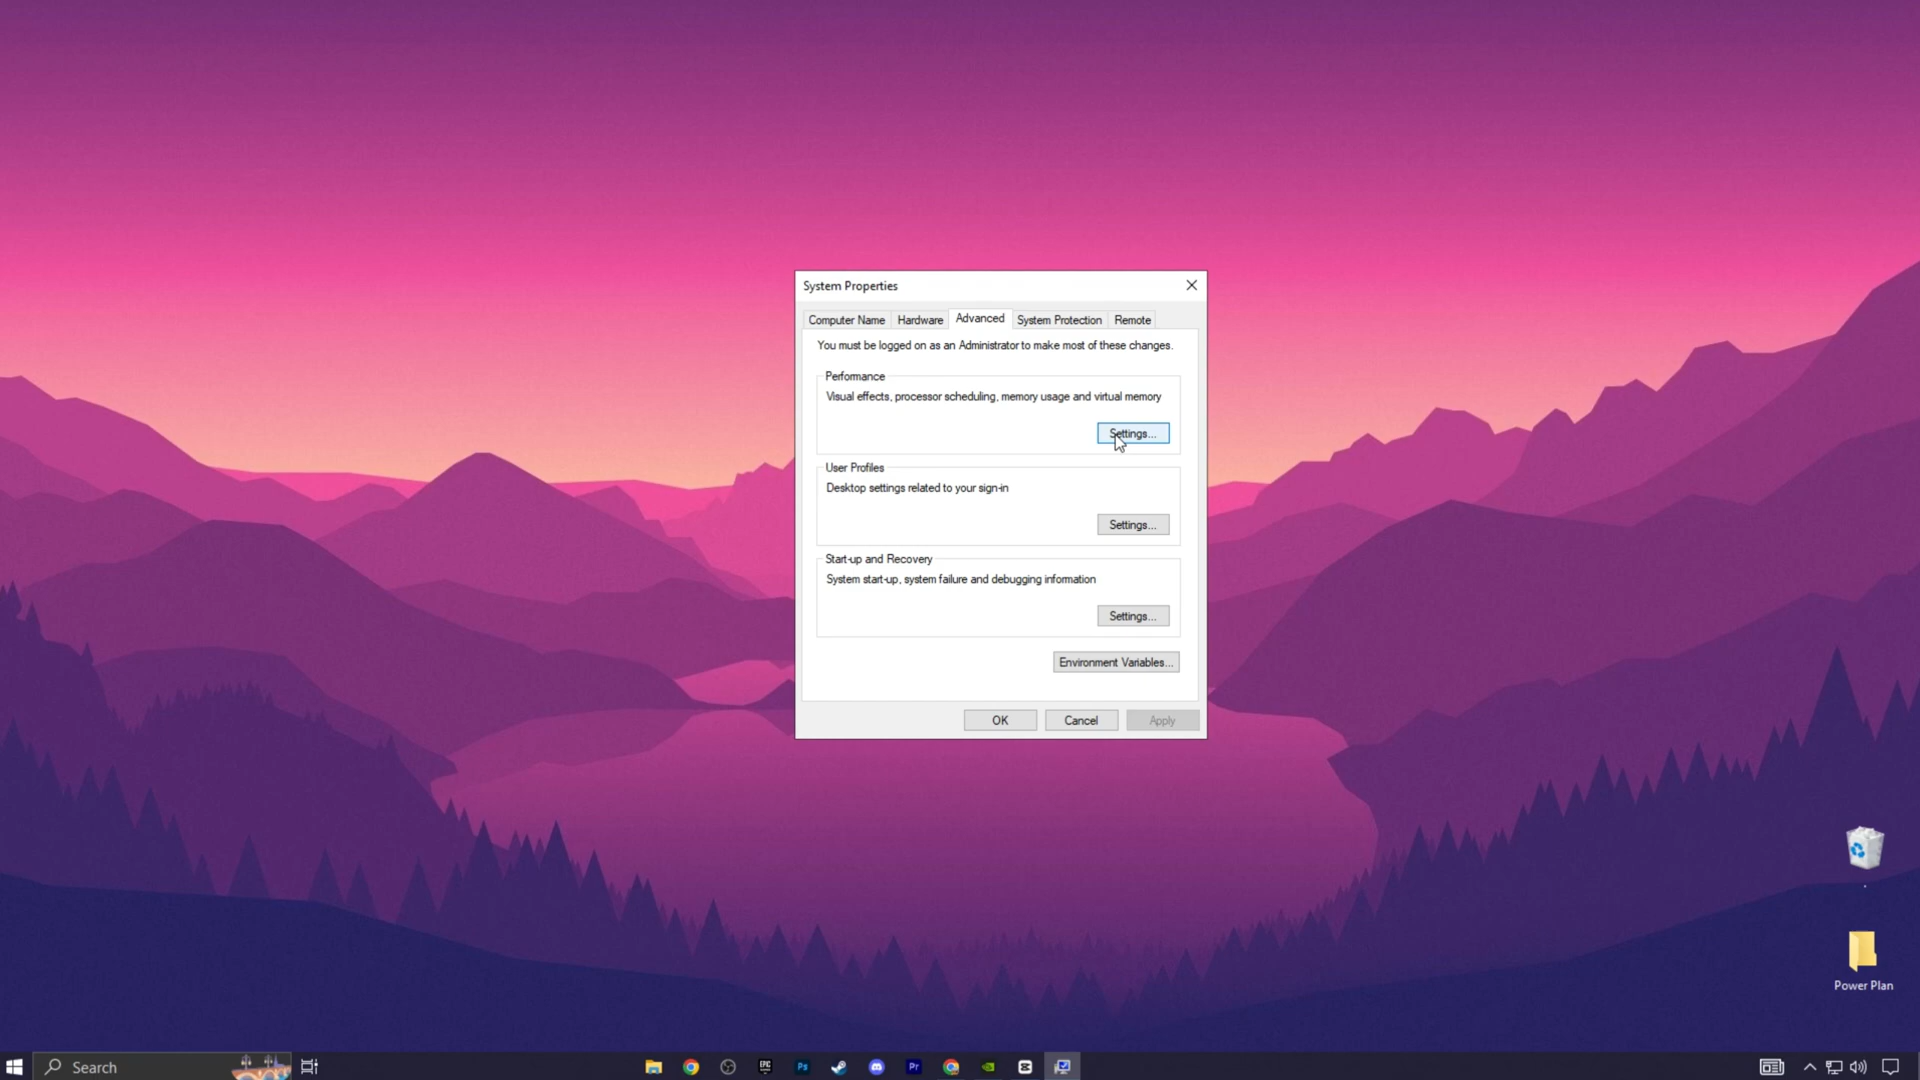 System Properties
Computer Name Hardware Advanced System Protection Remote
You must be logged on as an Administrator to make most of these changes.
Performance
Visual effects, processor scheduling, memory usage and virtual memory
Settings...
User Profiles
Desktop settings related to your sign-in
Settings...
Start-up and Recovery
System start-up, system failure and debugging information
Settings...
Environment Variables...
OK Cancel Apply
.
Power Plan
Search EPIC Ps Pr